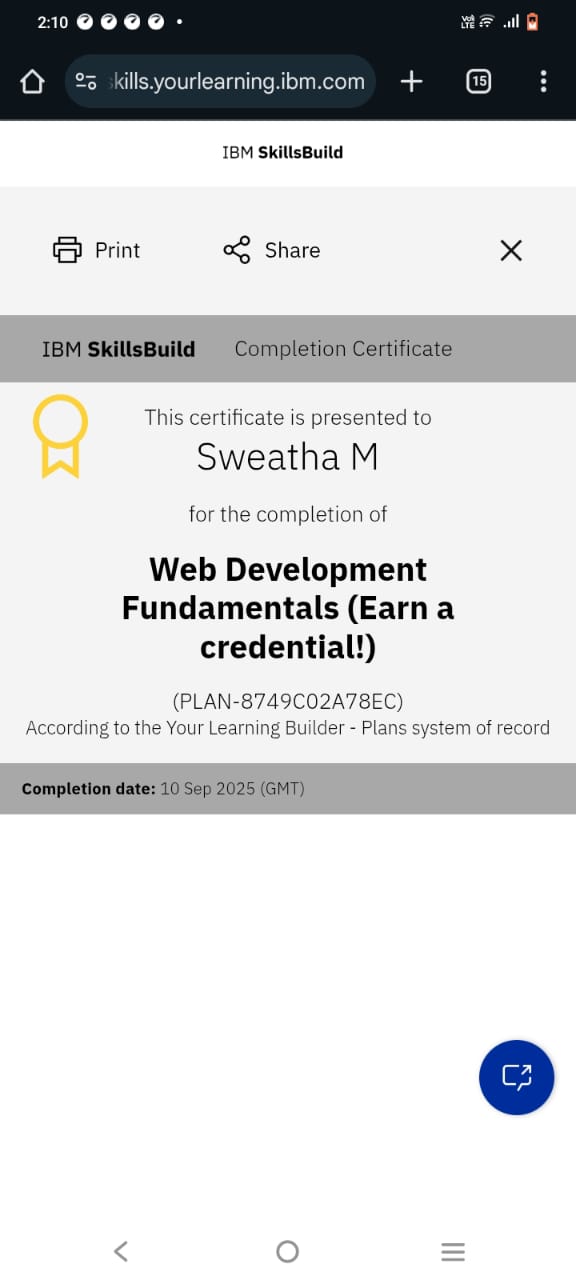 2:10
Vo) LTE
skills.yourlearning.ibm.com
15
IBM SkillsBuild
Print
Share
IBM SkillsBuild
Completion Certificate
This certificate is presented to
Sweatha M
for the completion of
Web Development
Fundamentals (Earn a
credential!)
(PLAN-8749C02A78EC)
According to the Your Learning Builder - Plans system of record
Completion date: 10 Sep 2025 (GMT)